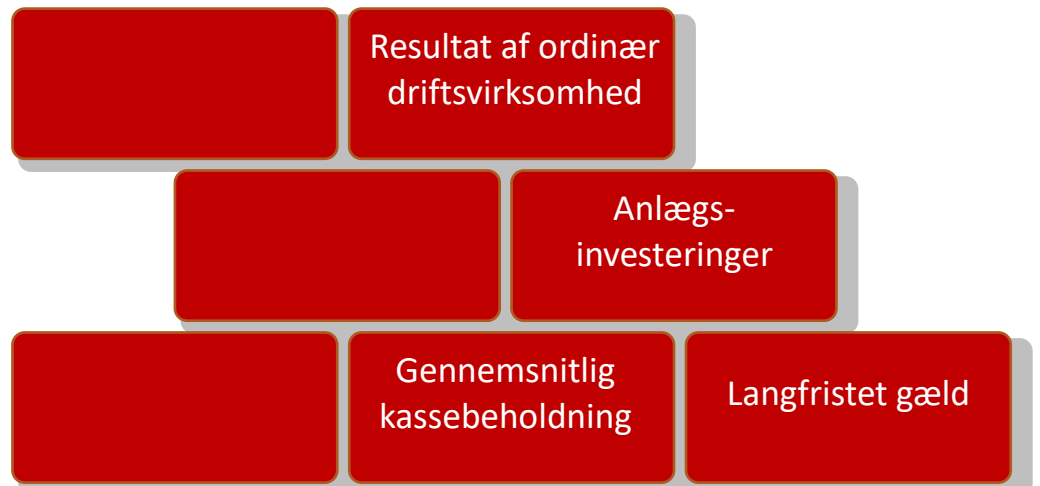 Resultat af ordinær
driftsvirksomhed
Anlægs-
investeringer
Gennemsnitlig
kassebeholdning
Langfristet gæld